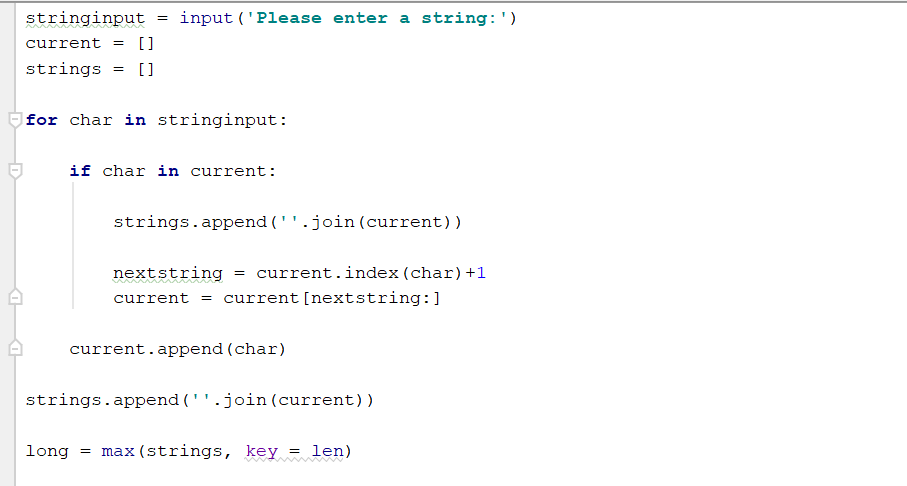 stringinput = input('Please enter a string:')
current = []
strings = []
for char in stringinput:
if char in current:
strings.append(''.join(current))
nextstring = current.index(char)+1
current = current[nextstring:]
current.append(char)
strings.append(''.join(current))
long = max(strings, key = len)